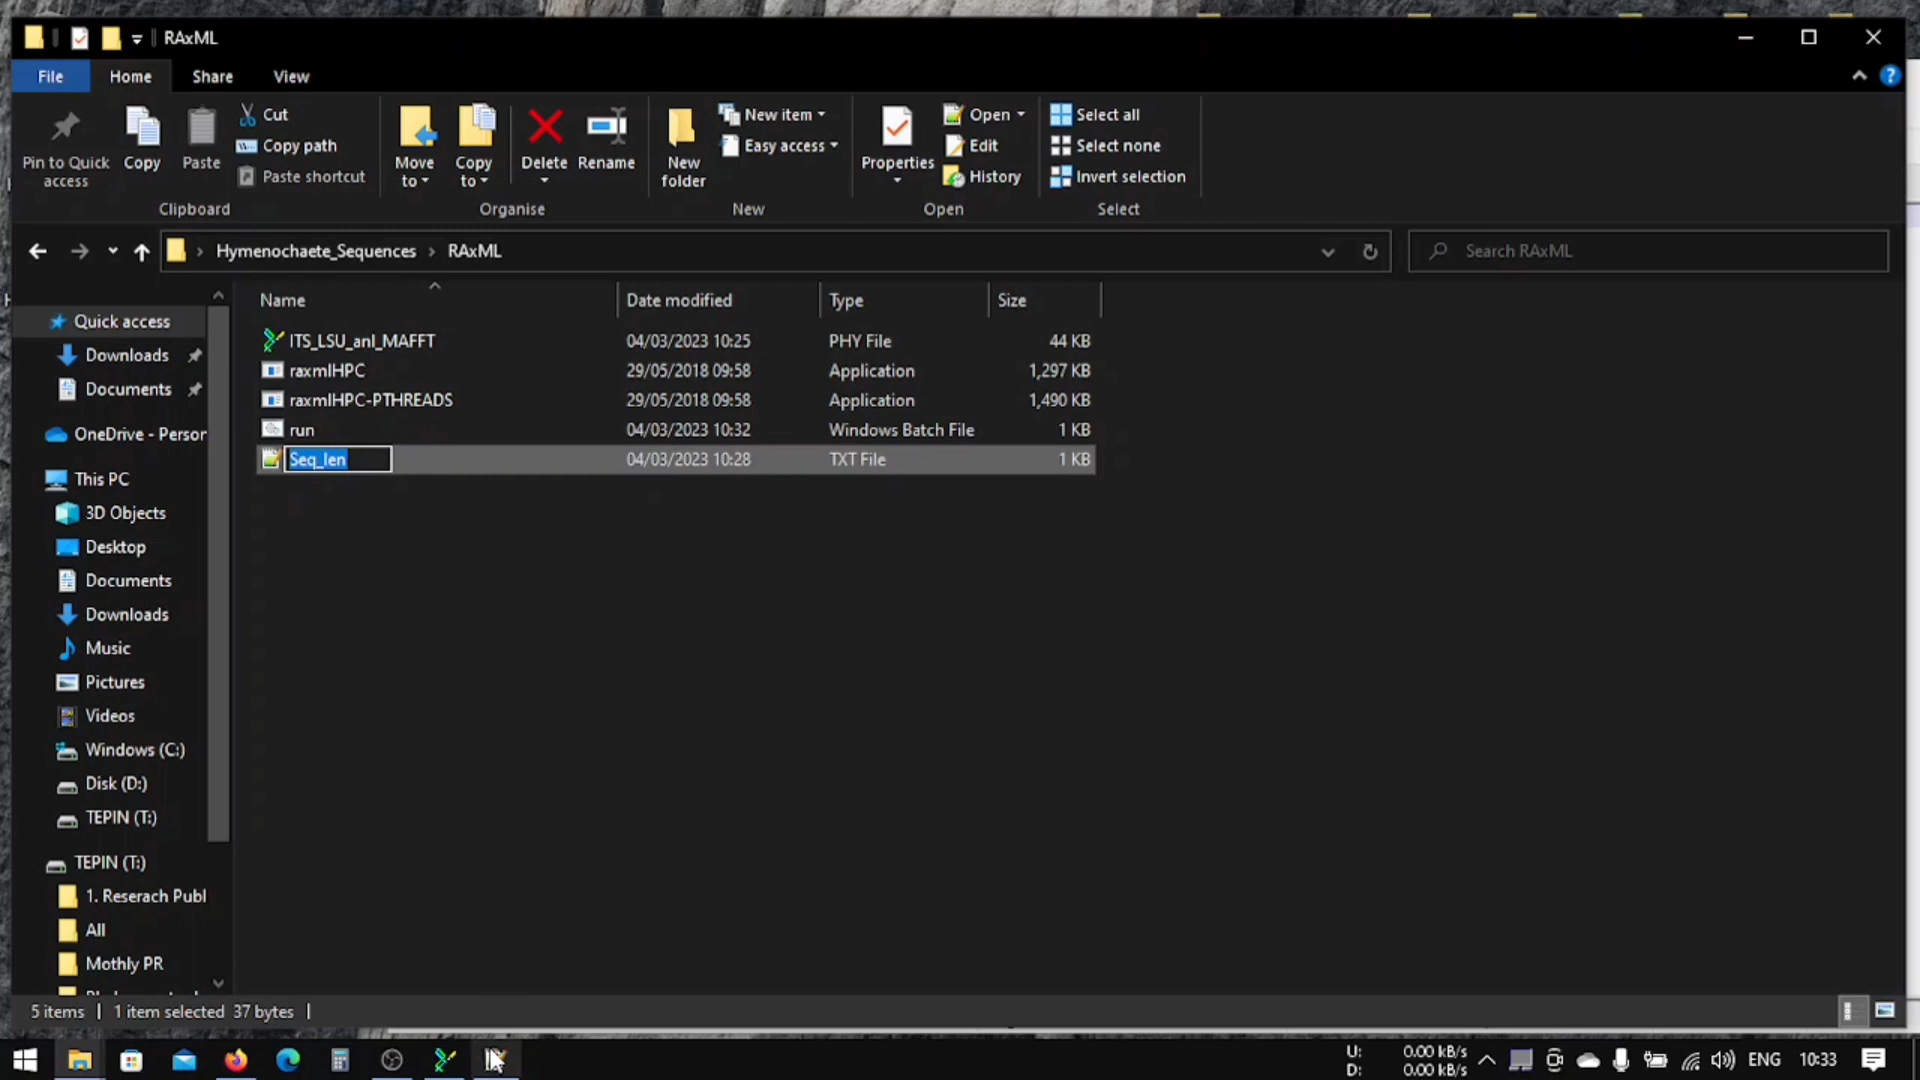 RAxML
File Home Share View
Pin to Quick access
Copy
Paste
Cut
Copy path
Paste shortcut
Clipboard
Move to
Copy to
Delete
Rename
Organise
New folder
New item
Easy access
New
Properties
Open
Edit
History
Open
Select all
Select none
Invert selection
Select
Hymenochaete_Sequences › RAxML
Search RAxML
Name Date modified Type Size
ITS_LSU_anl_MAFFT 04/03/2023 10:25 PHY File 44 KB
raxmlHPC 29/05/2018 09:58 Application 1,297 KB
raxmlHPC-PTHREADS 29/05/2018 09:58 Application 1,490 KB
run 04/03/2023 10:32 Windows Batch File 1 KB
Seq_len 04/03/2023 10:28 TXT File 1 KB
Quick access
Downloads
Documents
OneDrive - Person
This PC
3D Objects
Desktop
Documents
Downloads
Music
Pictures
Videos
Windows (C:)
Disk (D:)
TEPIN (T:)
TEPIN (T:)
1. Reserach Publ
All
Mothly PR
5 items 1 item selected 37 bytes
U: 0.00 kB/s
D: 0.00 kB/s
ENG 10:33